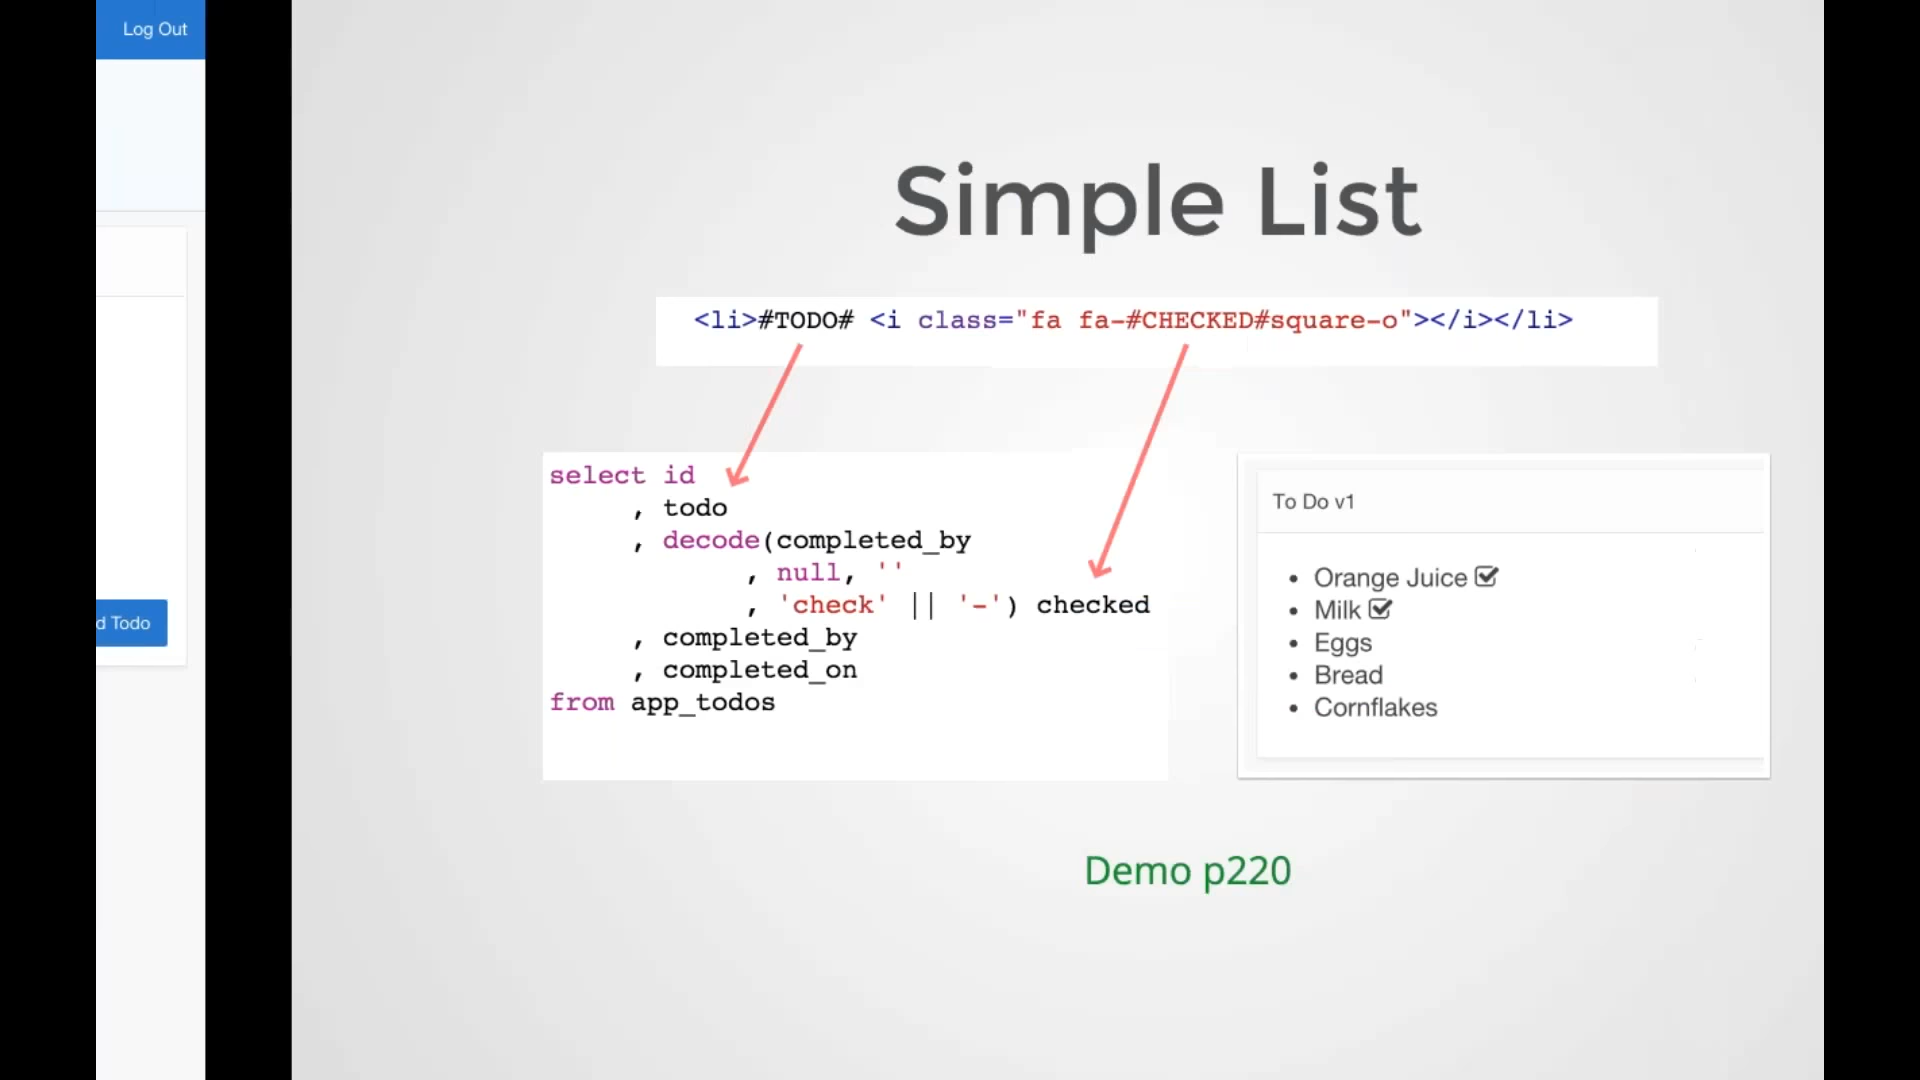 Log Out
Simple List
<li>#TODO# <i class="fa fa-#CHECKED#square-o"></i></li>
select id
, todo
, decode(completed_by
, null, ''
, 'check' || '-') checked
, completed_by
, completed_on
from app_todos
To Do v1
• Orange Juice
• Milk
• Eggs
• Bread
• Cornflakes
d Todo
Demo p220